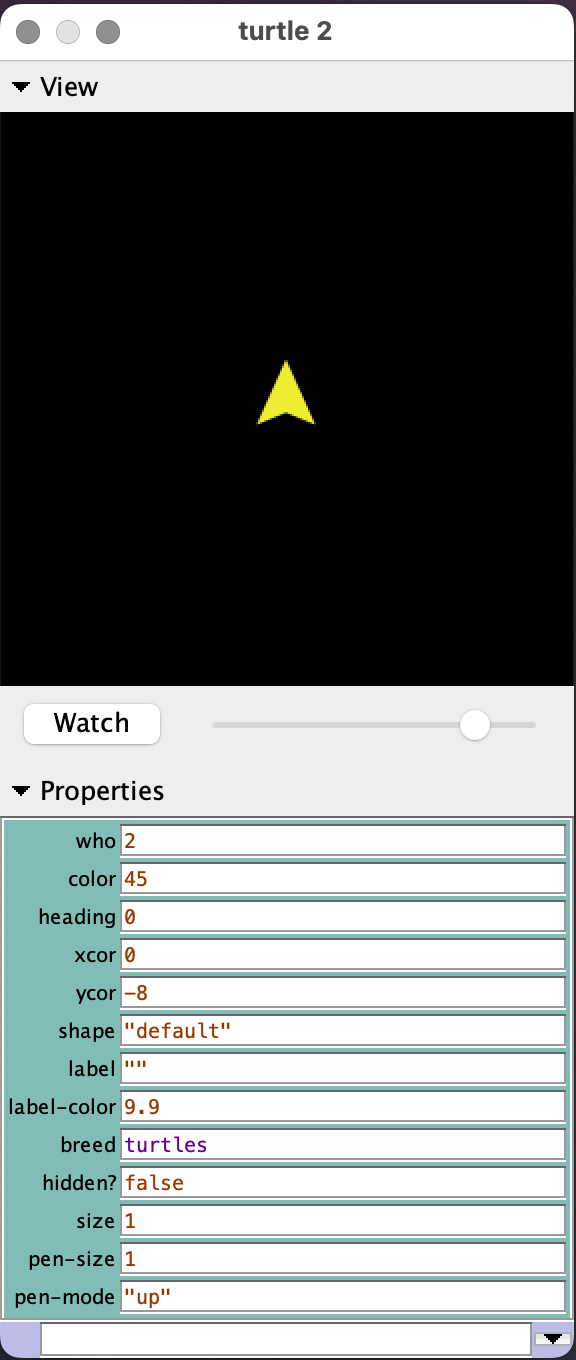 turtle 2
View
Watch
Properties
who 2
color 45
heading 0
xcor 0
ycor -8
shape "default"
label ""
label-color 9.9
breed turtles
hidden? false
size 1
pen-size 1
pen-mode "up"